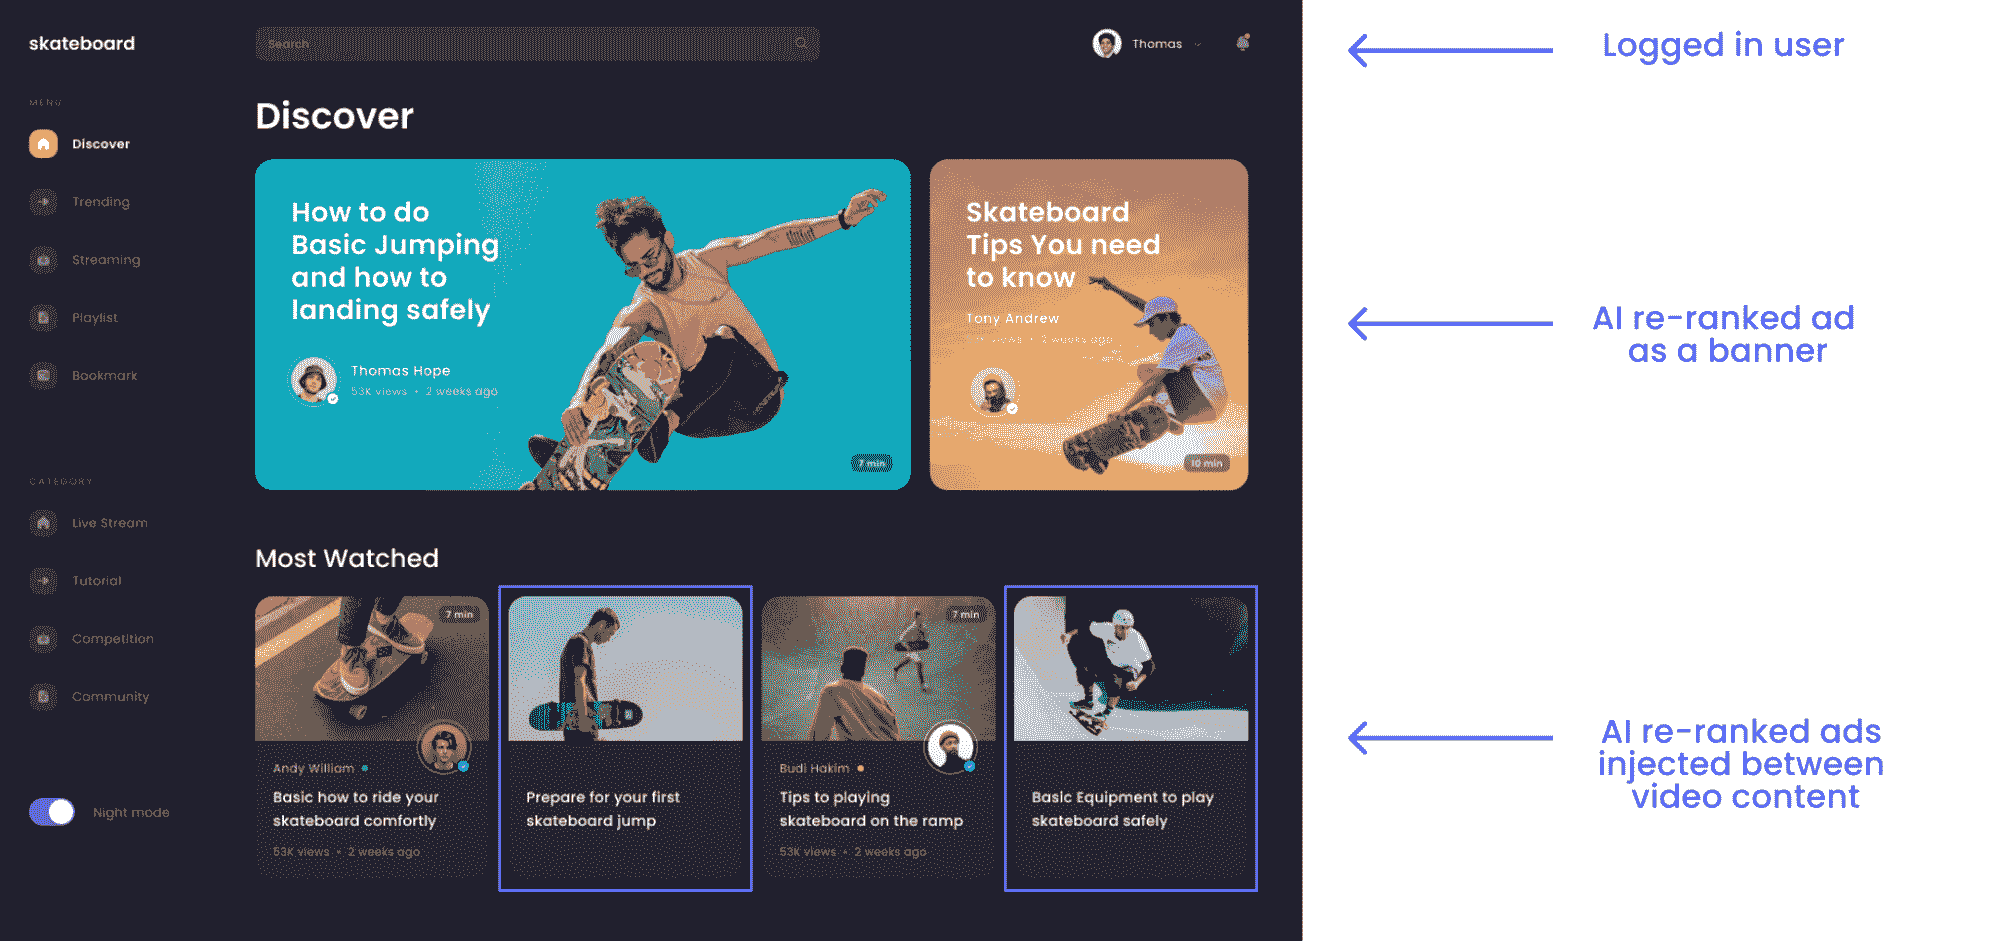 skateboard
Search
Thomas
MENU
Discover
Trending
Streaming
Playlist
Bookmark
CATEGORY
Live Stream
Tutorial
Competition
Community
Night mode
Discover
How to do
Basic Jumping
and how to
landing safely
Thomas Hope
53K views • 2 weeks ago
7 min
Skateboard
Tips You need
to know
Tony Andrew
views • 2 weeks ago
10 min
Most Watched
7 min
Andy William
Basic how to ride your
skateboard comfortly
53K views • 2 weeks ago
Prepare for your first
skateboard jump
7 min
Budi Hakim
Tips to playing
skateboard on the ramp
53K views • 2 weeks ago
Basic Equipment to play
skateboard safely
Logged in user
AI re-ranked ad
as a banner
AI re-ranked ads
injected between
video content